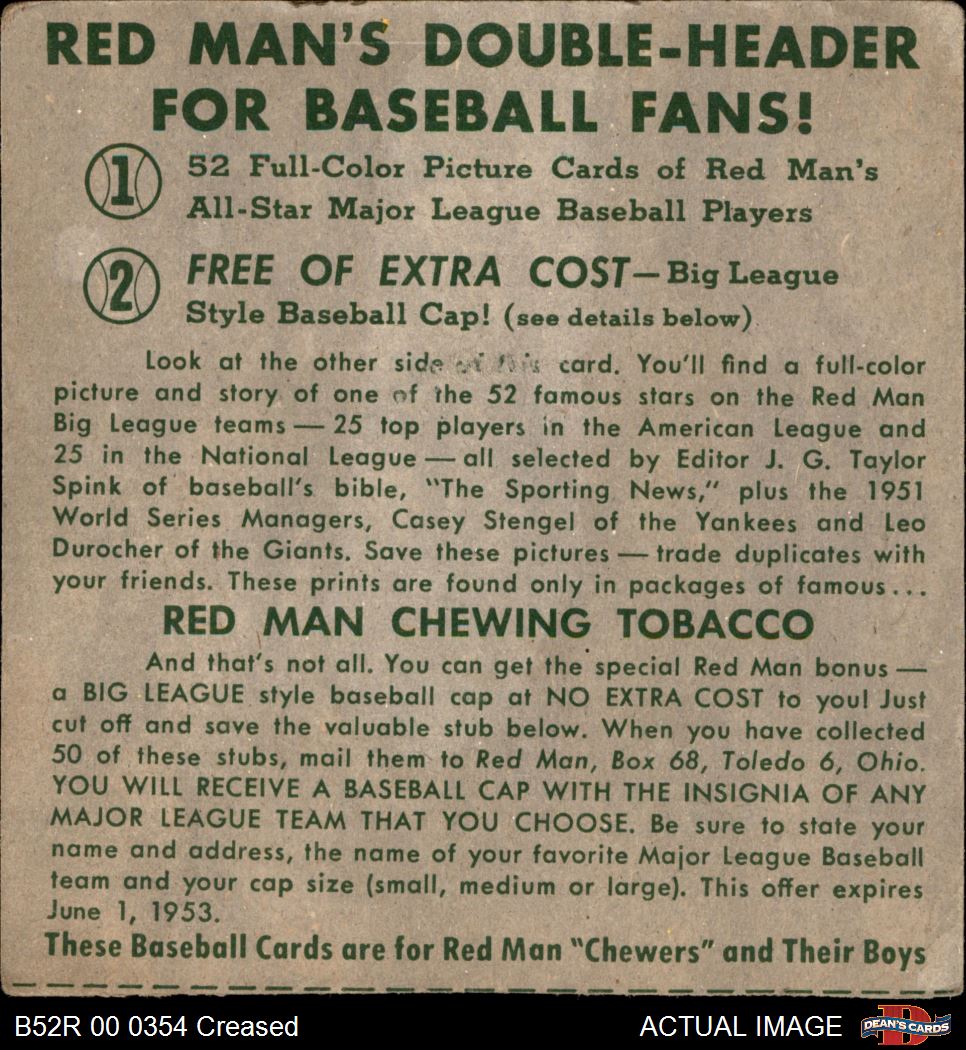 RED MAN'S DOUBLE-HEADER
FOR BASEBALL FANS!
1 52 Full-Color Picture Cards of Red Man's
All-Star Major League Baseball Players
2 FREE OF EXTRA COST—Big League
Style Baseball Cap! (see details below)
Look at the other side of this card. You'll find a full-color
picture and story of one of the 52 famous stars on the Red Man
Big League teams — 25 top players in the American League and
25 in the National League — all selected by Editor J. G. Taylor
Spink of baseball's bible, "The Sporting News," plus the 1951
World Series Managers, Casey Stengel of the Yankees and Leo
Durocher of the Giants. Save these pictures — trade duplicates with
your friends. These prints are found only in packages of famous...
RED MAN CHEWING TOBACCO
And that's not all. You can get the special Red Man bonus —
a BIG LEAGUE style baseball cap at NO EXTRA COST to you! Just
cut off and save the valuable stub below. When you have collected
50 of these stubs, mail them to Red Man, Box 68, Toledo 6, Ohio.
YOU WILL RECEIVE A BASEBALL CAP WITH THE INSIGNIA OF ANY
MAJOR LEAGUE TEAM THAT YOU CHOOSE. Be sure to state your
name and address, the name of your favorite Major League Baseball
team and your cap size (small, medium or large). This offer expires
June 1, 1953.
These Baseball Cards are for Red Man "Chewers" and Their Boys
B52R 00 0354 Creased
ACTUAL IMAGE
DEAN'S CARDS